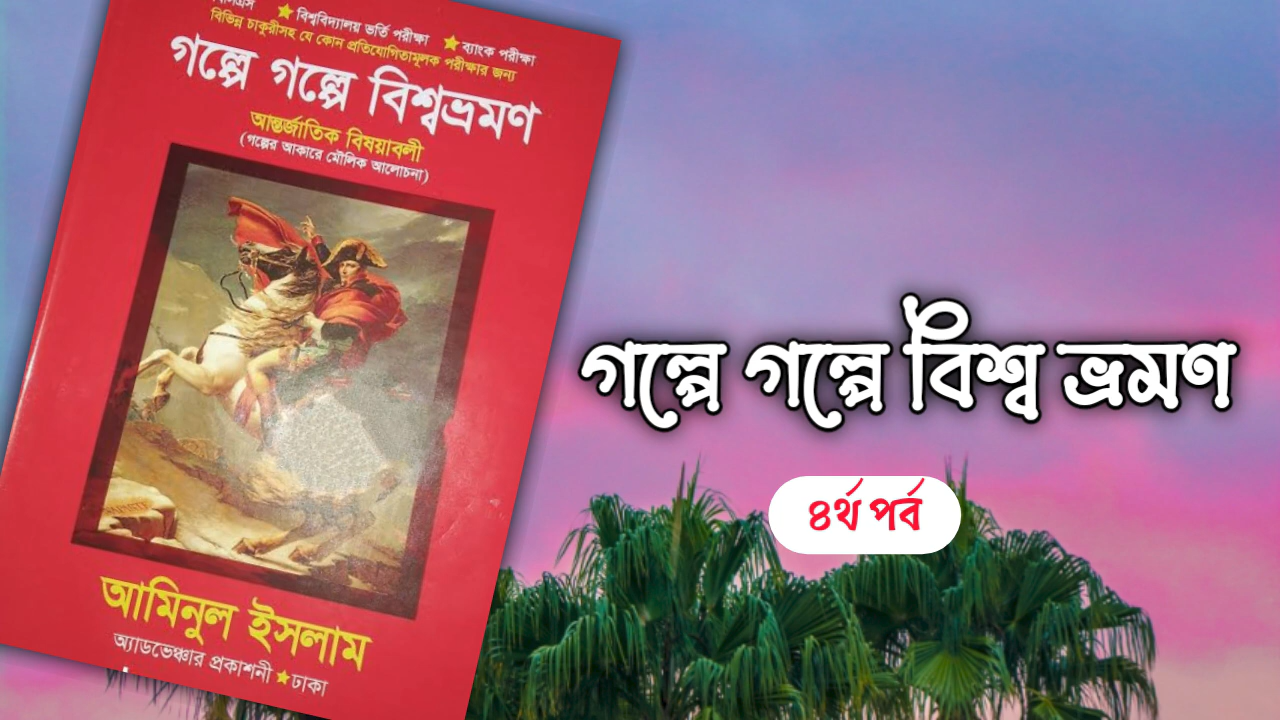 ★ বিশ্ববিদ্যালয় ভর্তি পরীক্ষা ★ ব্যাংক পরীক্ষা
বিভিন্ন চাকুরীসহ যে কোন প্রতিযোগিতামূলক পরীক্ষার জন্য
গল্পে গল্পে বিশ্বভ্রমণ
আন্তর্জাতিক বিষয়াবলী
(গল্পের আকারে মৌলিক আলোচনা)
আমিনুল ইসলাম
অ্যাডভেঞ্চার প্রকাশনী ★ ঢাকা
গল্পে গল্পে বিশ্ব ভ্রমণ
৪র্থ পর্ব